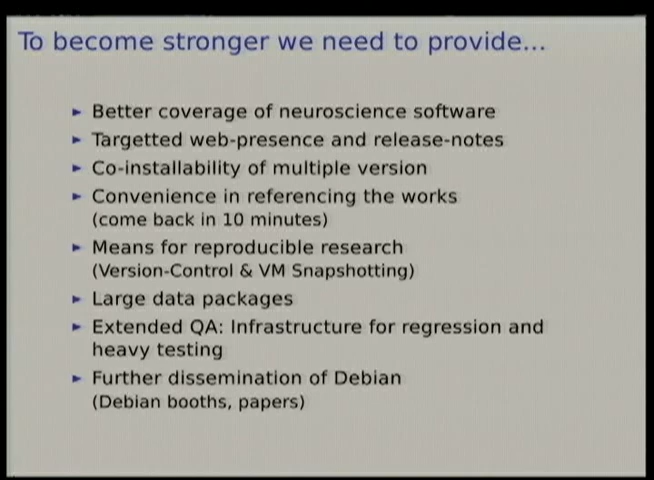 To become stronger we need to provide...
► Better coverage of neuroscience software
► Targetted web-presence and release-notes
► Co-installability of multiple version
► Convenience in referencing the works
(come back in 10 minutes)
► Means for reproducible research
(Version-Control & VM Snapshotting)
► Large data packages
► Extended QA: Infrastructure for regression and
heavy testing
► Further dissemination of Debian
(Debian booths, papers)